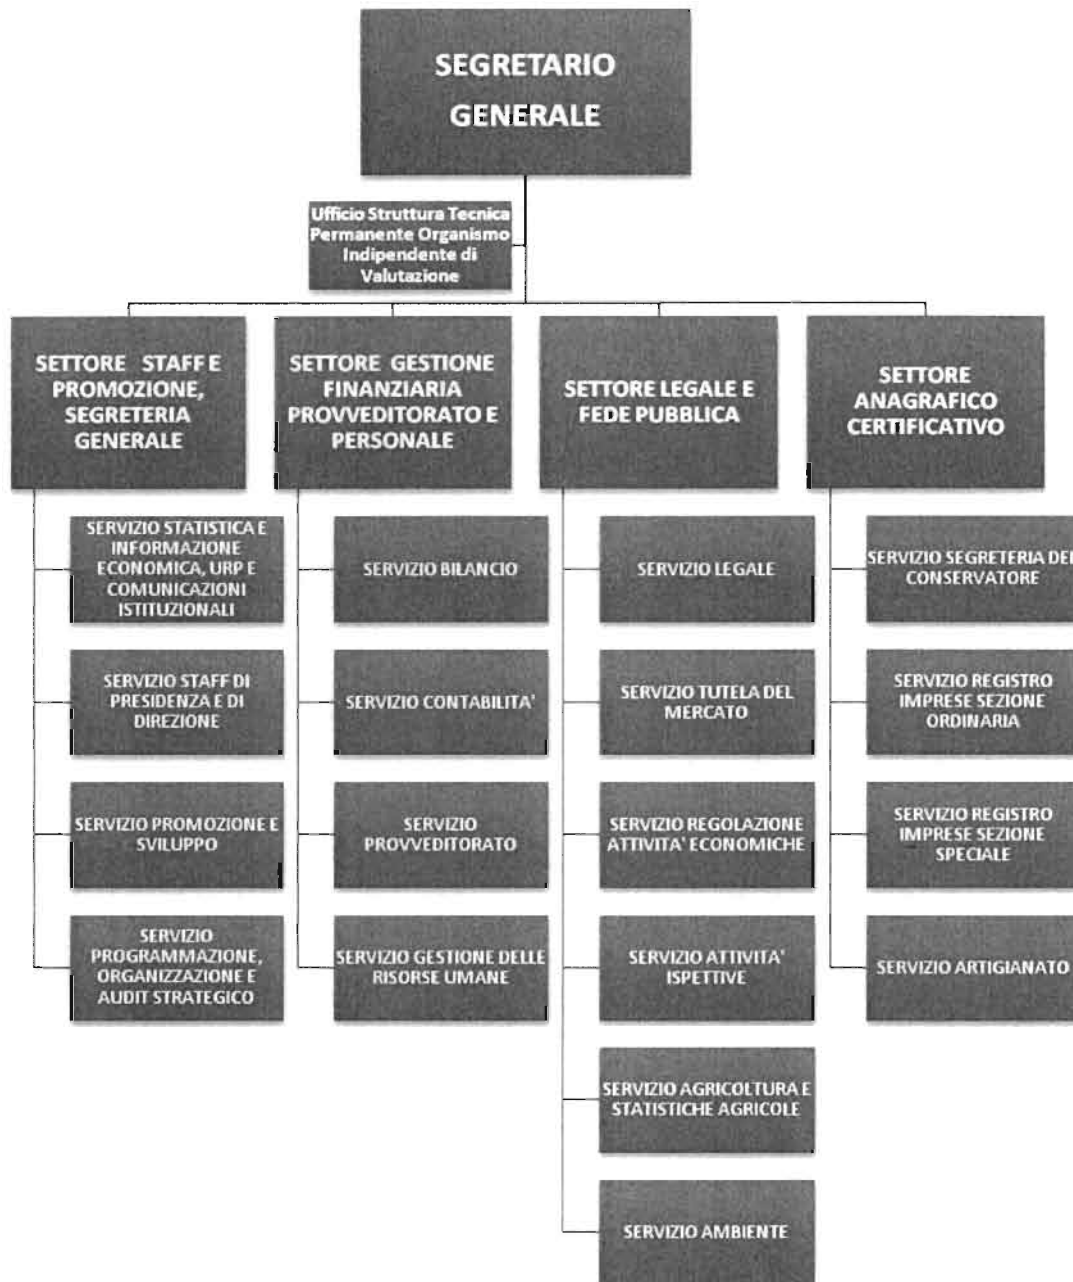 SEGRETARIO
GENERALE
Ufficio Struttura Tecnica
Permanente Organismo
Indipendente di
Valutazione
SETTORE STAFF E
PROMOZIONE,
SEGRETERIA
GENERALE
SETTORE GESTIONE
FINANZIARIA
PROVVEDITORATO E
PERSONALE
SETTORE LEGALE E
FEDE PUBBLICA
SETTORE
ANAGRAFICO
CERTIFICATIVO
SERVIZIO STATISTICA E
INFORMAZIONE
ECONOMICA, URP E
COMUNICAZIONI
ISTITUZIONALI
SERVIZIO STAFF DI
PRESIDENZA E DI
DIREZIONE
SERVIZIO PROMOZIONE E
SVILUPPO
SERVIZIO
PROGRAMMAZIONE,
ORGANIZZAZIONE E
AUDIT STRATEGICO
SERVIZIO BILANCIO
SERVIZIO CONTABILITA'
SERVIZIO
PROVVEDITORATO
SERVIZIO GESTIONE DELLE
RISORSE UMANE
SERVIZIO LEGALE
SERVIZIO TUTELA DEL
MERCATO
SERVIZIO REGOLAZIONE
ATTIVITA' ECONOMICHE
SERVIZIO ATTIVITA'
ISPETTIVE
SERVIZIO AGRICOLTURA E
STATISTICHE AGRICOLE
SERVIZIO AMBIENTE
SERVIZIO SEGRETERIA DEL
CONSERVATORE
SERVIZIO REGISTRO
IMPRESE SEZIONE
ORDINARIA
SERVIZIO REGISTRO
IMPRESE SEZIONE
SPECIALE
SERVIZIO ARTIGIANATO